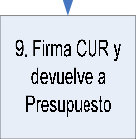 9. Firma CUR y
devuelve a
Presupuesto